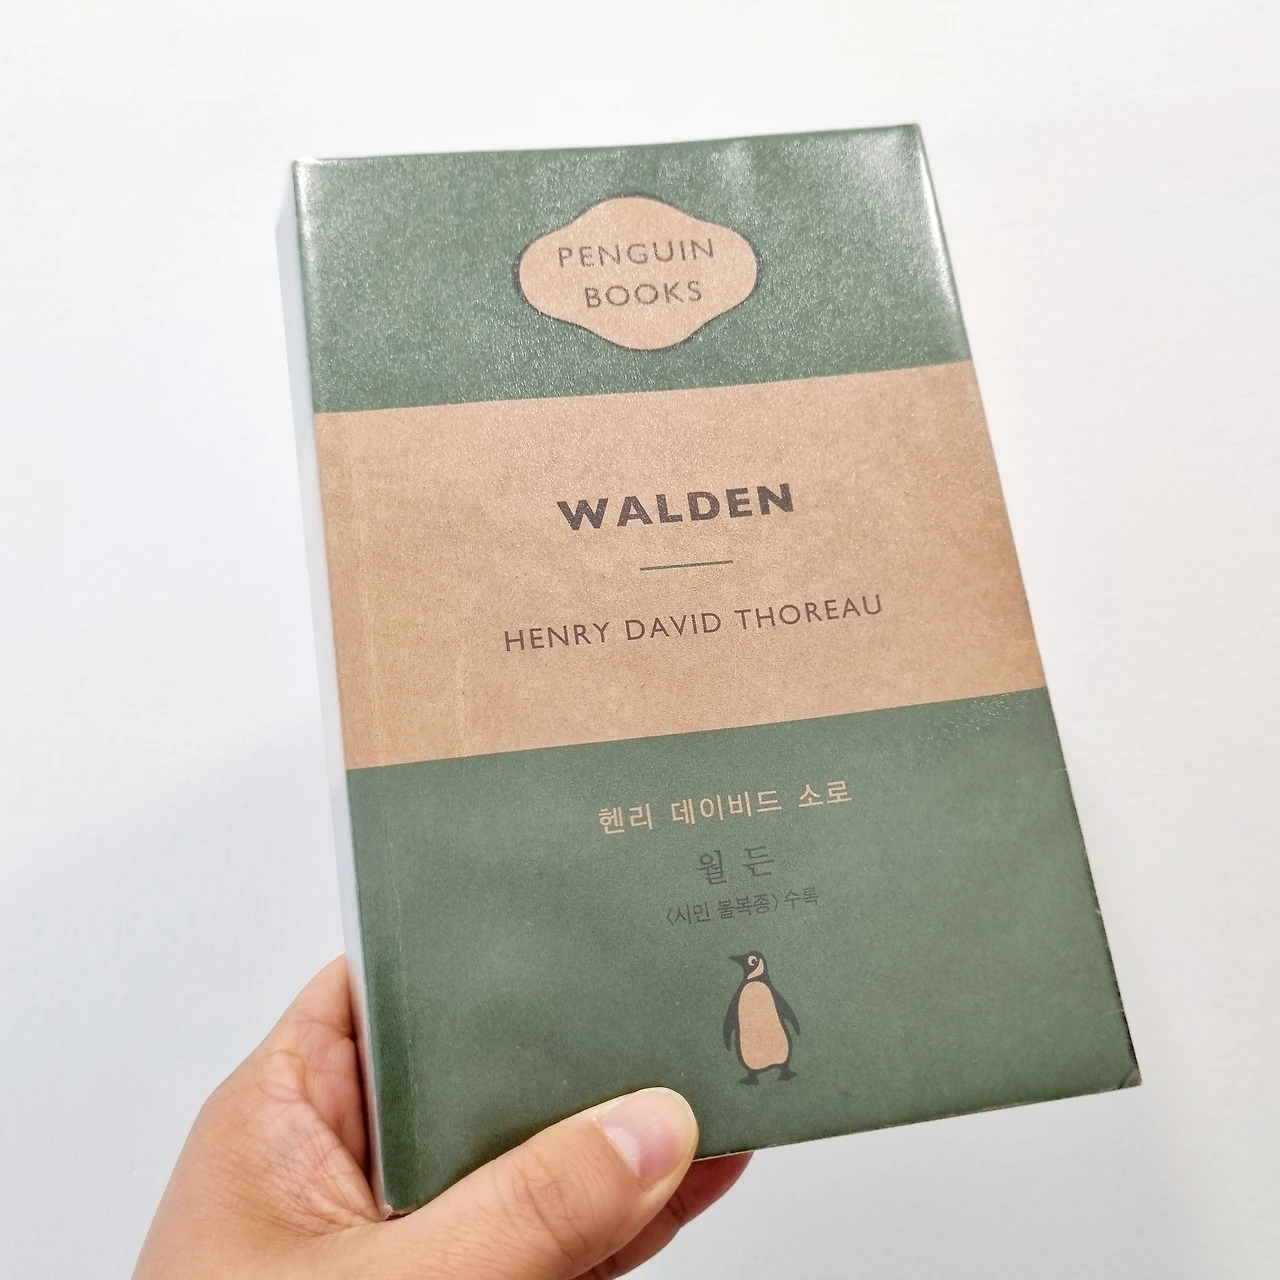 PENGUIN
BOOKS
WALDEN
HENRY DAVID THOREAU
헨리 데이비드 소로
월든
〈시민 불복종〉 수록